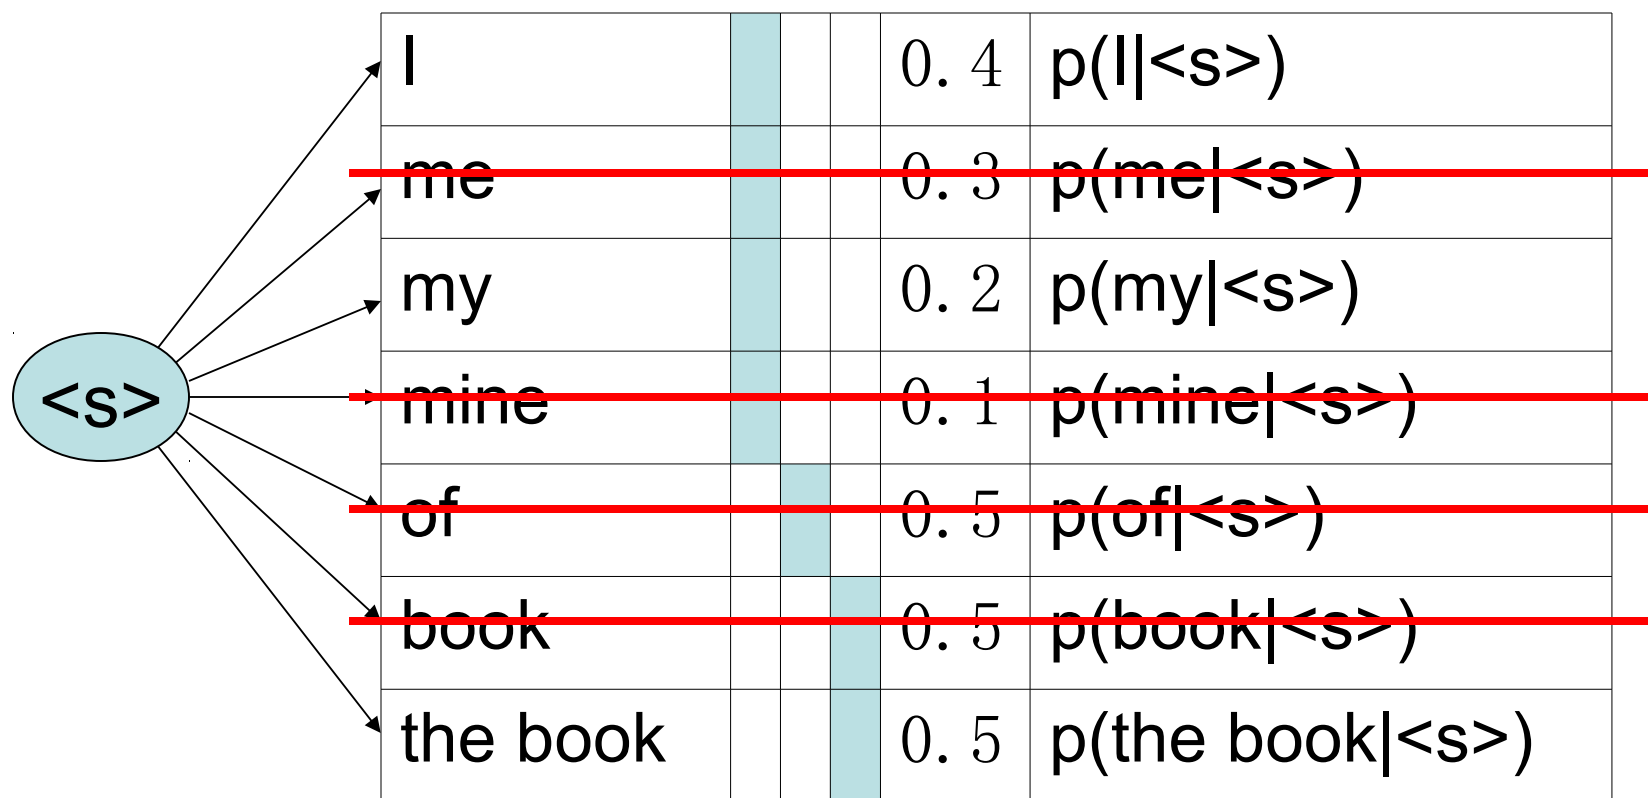 I 0.4 p(I|<s>)
me 0.3 p(me|<s>)
my 0.2 p(my|<s>)
<s>
mine 0.1 p(mine|<s>)
of 0.5 p(of|<s>)
book 0.5 p(book|<s>)
the book 0.5 p(the book|<s>)